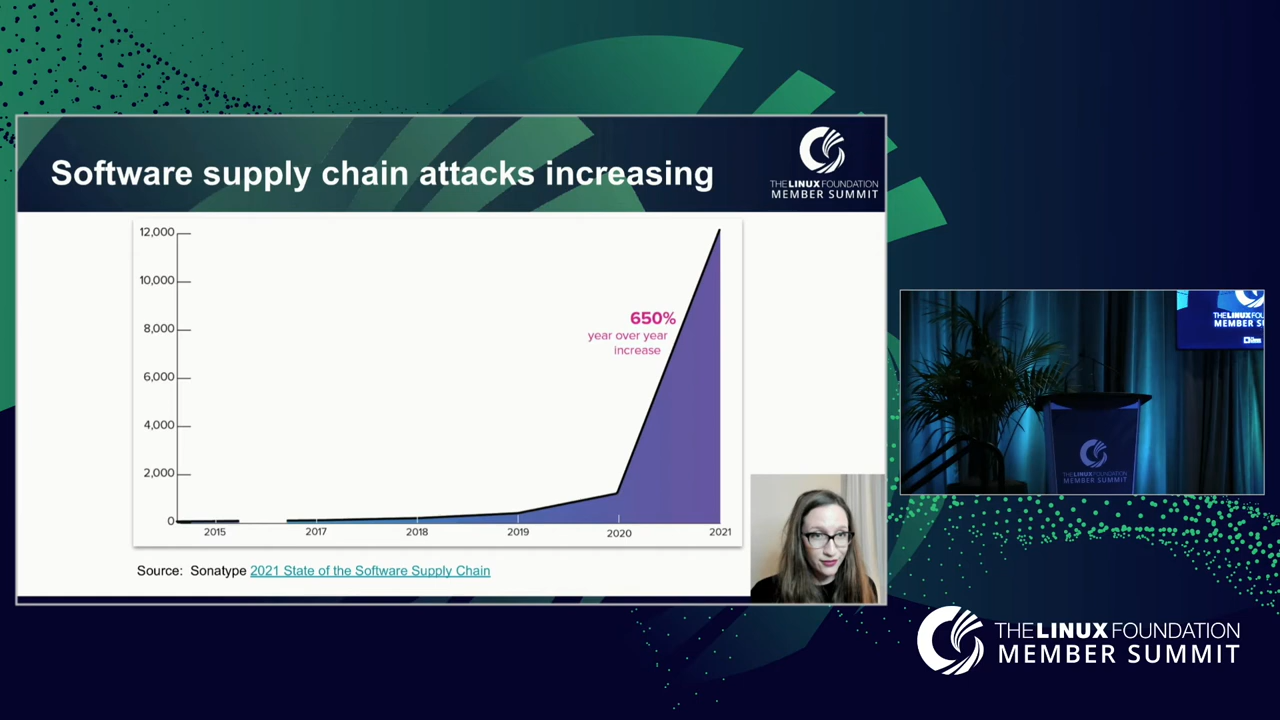 Software supply chain attacks increasing
THE LINUX FOUNDATION
MEMBER SUMMIT
12,000
10,000
8,000
6,000
4,000
2,000
0
650%
year over year
increase
2015
2017
2018
2019
2020
2021
Source: Sonatype 2021 State of the Software Supply Chain
THE LINUX FOU
MEMBER S
THE LINUX FOUNDATION
MEMBER SUMMIT
THE LINUX FOUNDATION
MEMBER SUMMIT